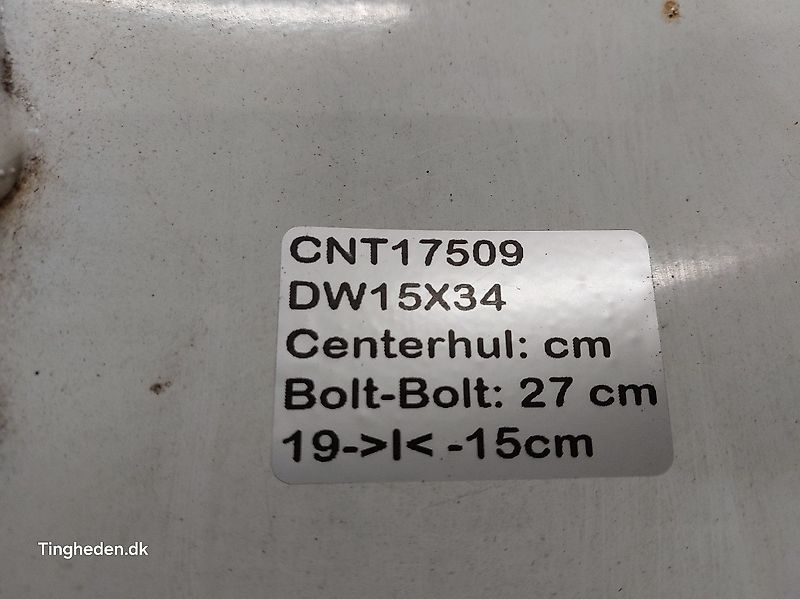 CNT17509
DW15X34
Centerhul: cm
Bolt-Bolt: 27 cm
19->I< -15cm
Tingheden.dk